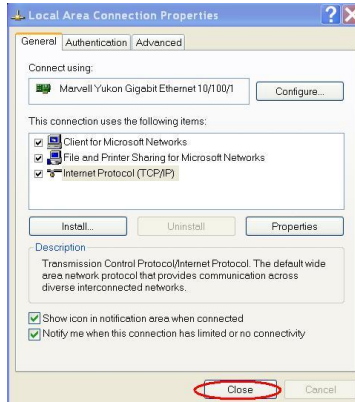 Local Area Connection Properties
General Authentication Advanced
Connect using:
Marvell Yukon Gigabit Ethernet 10/100/1
Configure...
This connection uses the following items:
Client for Microsoft Networks
File and Printer Sharing for Microsoft Networks
Internet Protocol (TCP/IP)
Install... Uninstall Properties
Description
Transmission Control Protocol/Internet Protocol. The default wide
area network protocol that provides communication across
diverse interconnected networks.
Show icon in notification area when connected
Notify me when this connection has limited or no connectivity
Close Cancel